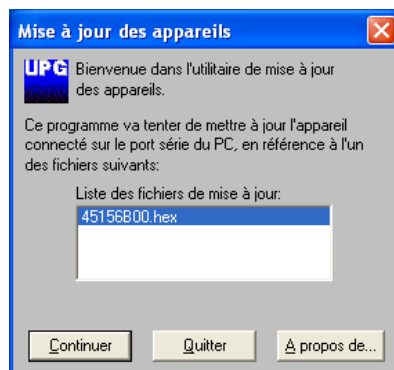 Mise à jour des appareils
UPG
Bienvenue dans l'utilitaire de mise à jour
des appareils.
Ce programme va tenter de mettre à jour l'appareil
connecté sur le port série du PC, en référence à l'un
des fichiers suivants:
Liste des fichiers de mise à jour:
45156B00.hex
Continuer
Quitter
A propos de...